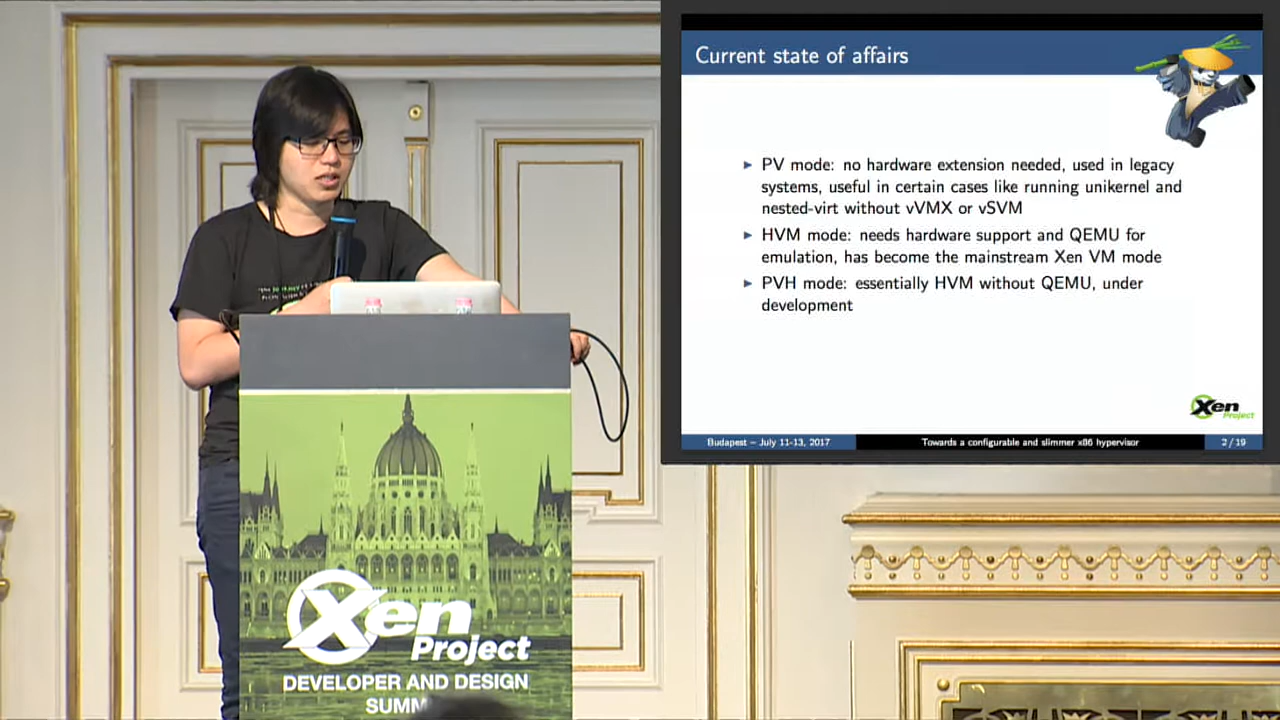 Current state of affairs
PV mode: no hardware extension needed, used in legacy
systems, useful in certain cases like running unikernel and
nested-virt without vVMX or vSVM
HVM mode: needs hardware support and QEMU for
emulation, has become the mainstream Xen VM mode
PVH mode: essentially HVM without QEMU, under
development
Xen
Project
Budapest – July 11-13, 2017
Towards a configurable and slimmer x86 hypervisor
2 / 19
Xen
Project
DEVELOPER AND DESIGN
SUMM